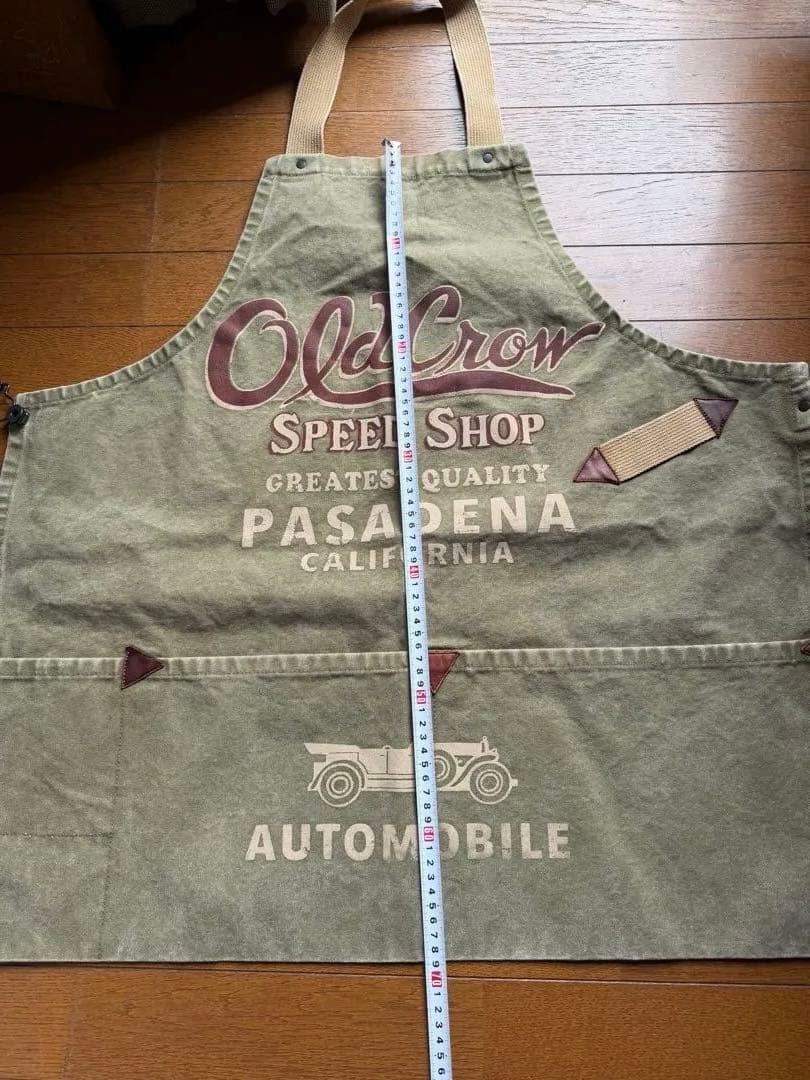 Old Crow
SPEED SHOP
GREATEST QUALITY
PASADENA
CALIFORNIA
AUTOMOBILE